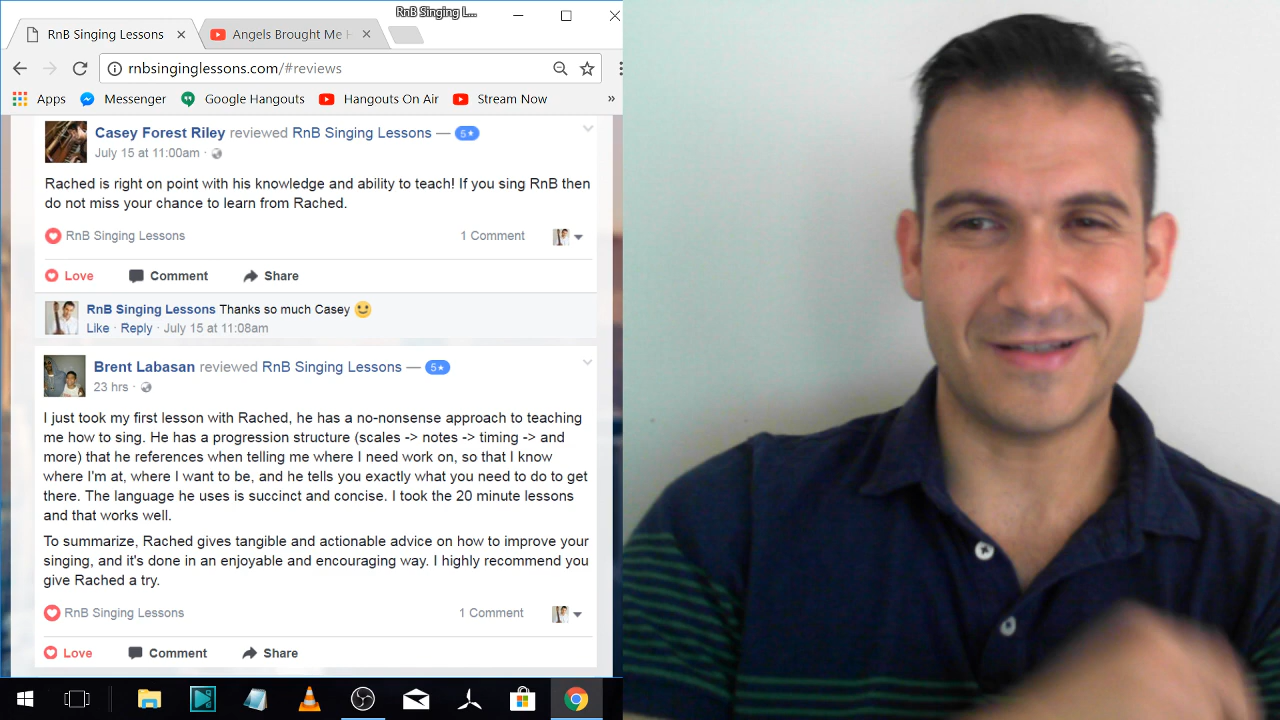 RnB Singing L...
RnB Singing Lessons
Angels Brought Me H
rnbsinginglessons.com/#reviews
Apps Messenger Google Hangouts Hangouts On Air Stream Now »
Casey Forest Riley reviewed RnB Singing Lessons — 5★
July 15 at 11:00am ·
Rached is right on point with his knowledge and ability to teach! If you sing RnB then
do not miss your chance to learn from Rached.
RnB Singing Lessons 1 Comment
Love Comment Share
RnB Singing Lessons Thanks so much Casey 🙂
Like · Reply · July 15 at 11:08am
Brent Labasan reviewed RnB Singing Lessons — 5★
23 hrs ·
I just took my first lesson with Rached, he has a no-nonsense approach to teaching
me how to sing. He has a progression structure (scales -> notes -> timing -> and
more) that he references when telling me where I need work on, so that I know
where I'm at, where I want to be, and he tells you exactly what you need to do to get
there. The language he uses is succinct and concise. I took the 20 minute lessons
and that works well.
To summarize, Rached gives tangible and actionable advice on how to improve your
singing, and it's done in an enjoyable and encouraging way. I highly recommend you
give Rached a try.
RnB Singing Lessons 1 Comment
Love Comment Share